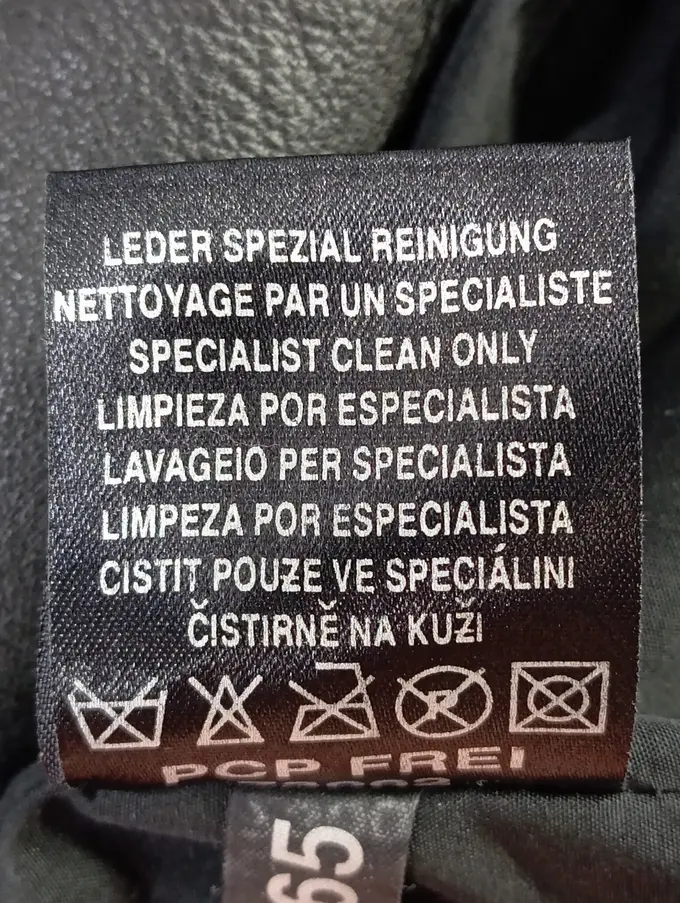 LEDER SPEZIAL REINIGUNG
NETTOYAGE PAR UN SPECIALISTE
SPECIALIST CLEAN ONLY
LIMPIEZA POR ESPECIALISTA
LAVAGEIO PER SPECIALISTA
LIMPEZA POR ESPECIALISTA
CISTIT POUZE VE SPECIÁLINI
ČISTIRNĚ NA KUŽI
R
PCP FREI
65